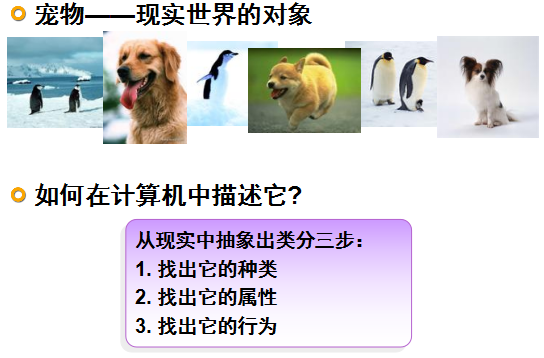 宠物——现实世界的对象
如何在计算机中描述它?
从现实中抽象出类分三步：
1. 找出它的种类
2. 找出它的属性
3. 找出它的行为